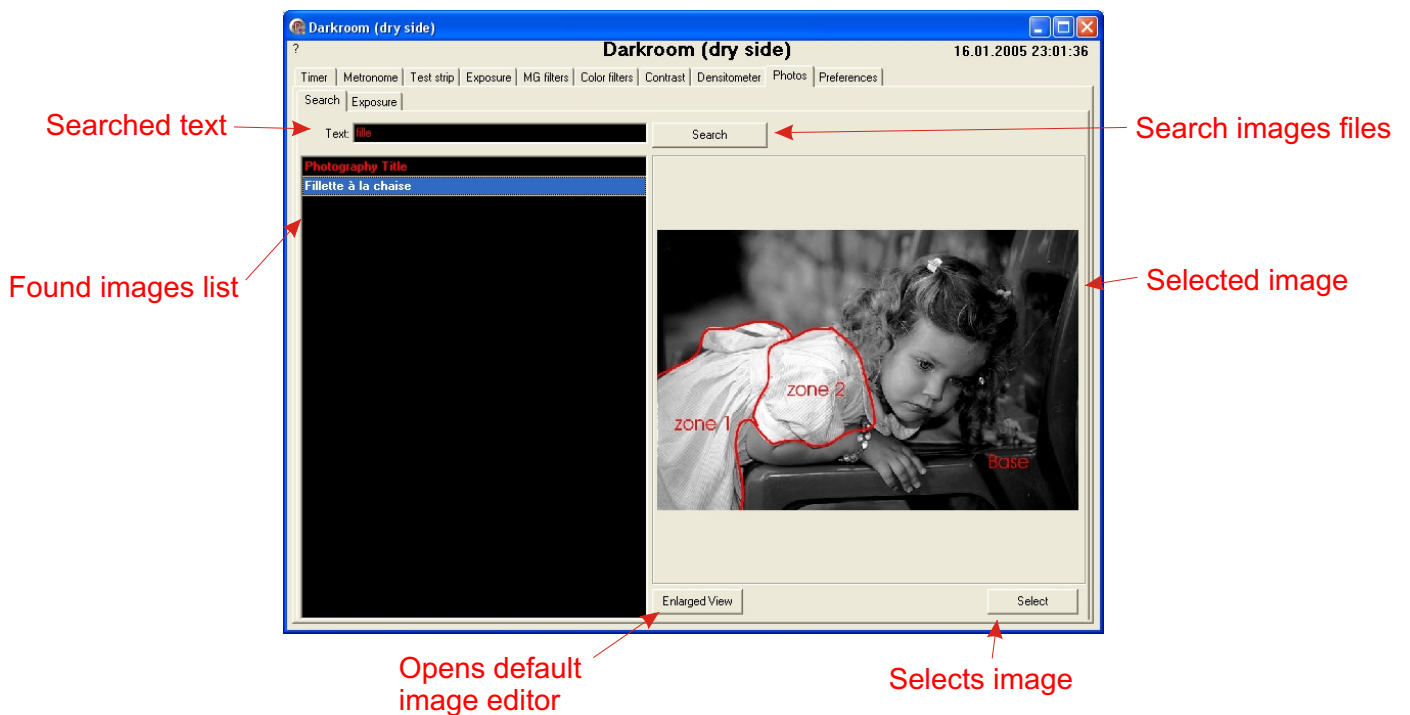 Darkroom (dry side)
?
Darkroom (dry side)
16.01.2005 23:01:36
Timer Metronome Test strip Exposure MG filters Color filters Contrast Densitometer Photos Preferences
Search Exposure
Searched text
Text:
fille
Search
Search images files
Photography Title
Fillette à la chaise
Found images list
Selected image
zone 2
zone 1
Base
Enlarged View
Select
Opens default
image editor
Selects image